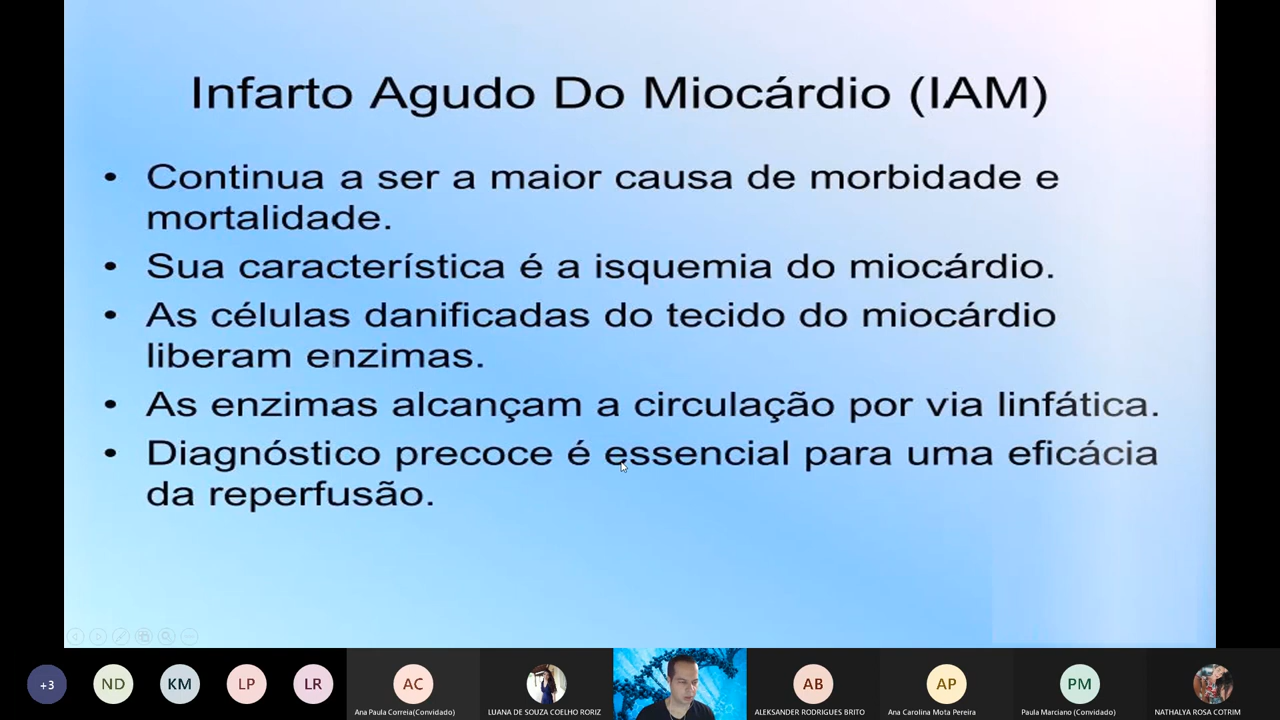 Infarto Agudo Do Miocárdio (IAM)
• Continua a ser a maior causa de morbidade e
mortalidade.
• Sua característica é a isquemia do miocárdio.
• As células danificadas do tecido do miocárdio
liberam enzimas.
• As enzimas alcançam a circulação por via linfática.
• Diagnóstico precoce é essencial para uma eficácia
da reperfusão.
+3
ND
KM
LP
LR
AC
AB
AP
PM
Ana Paula Correia(Convidado)
LUANA DE SOUZA COELHO RORIZ
ALEKSANDER RODRIGUES BRITO
Ana Carolina Mota Pereira
Paula Marciano (Convidado)
NATHALYA ROSA COTRIM